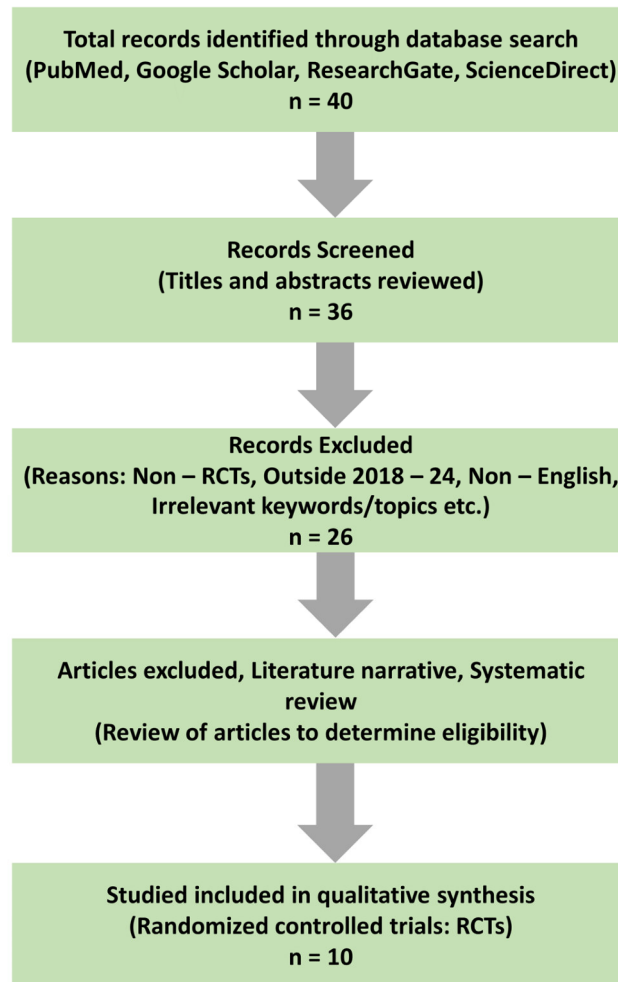 Total records identified through database search
(PubMed, Google Scholar, ResearchGate, ScienceDirect)
n = 40
Records Screened
(Titles and abstracts reviewed)
n = 36
Records Excluded
(Reasons: Non – RCTs, Outside 2018 – 24, Non – English,
Irrelevant keywords/topics etc.)
n = 26
Articles excluded, Literature narrative, Systematic
review
(Review of articles to determine eligibility)
Studied included in qualitative synthesis
(Randomized controlled trials: RCTs)
n = 10